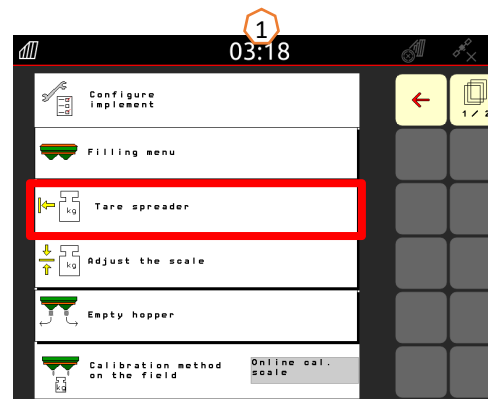 1
03:18
Configure
implement
1 / 2
Filling menu
kg
Tare spreader
kg
Adjust the scale
Empty hopper
Calibration method
on the field
Online cal.
scale
kg